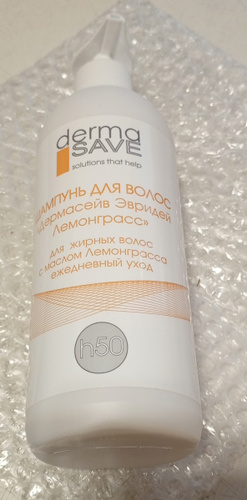 derma
SAVE
solutions that help
ШАМПУНЬ ДЛЯ ВОЛОС
«Дермасейв Эвридей
Лемонграсс»
для жирных волос
с маслом Лемонграсса
ежедневный уход
h50